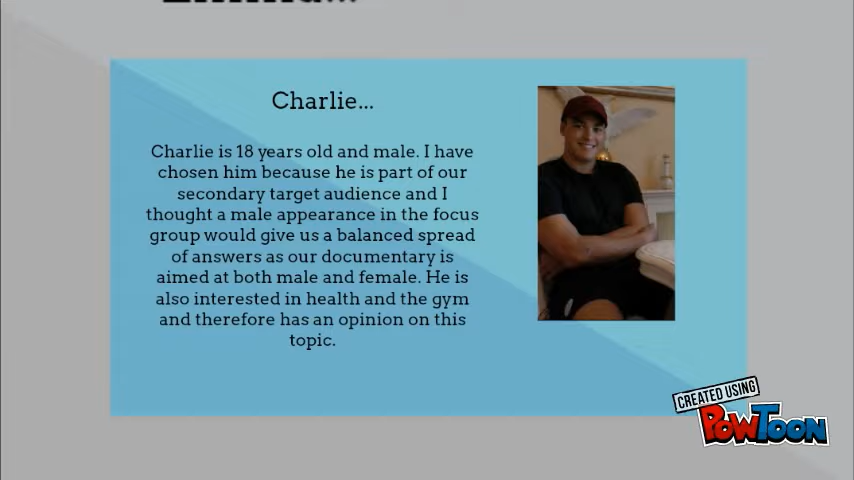 Charlie...
Charlie is 18 years old and male. I have
chosen him because he is part of our
secondary target audience and I
thought a male appearance in the focus
group would give us a balanced spread
of answers as our documentary is
aimed at both male and female. He is
also interested in health and the gym
and therefore has an opinion on this
topic.
CREATED USING
POWTOON